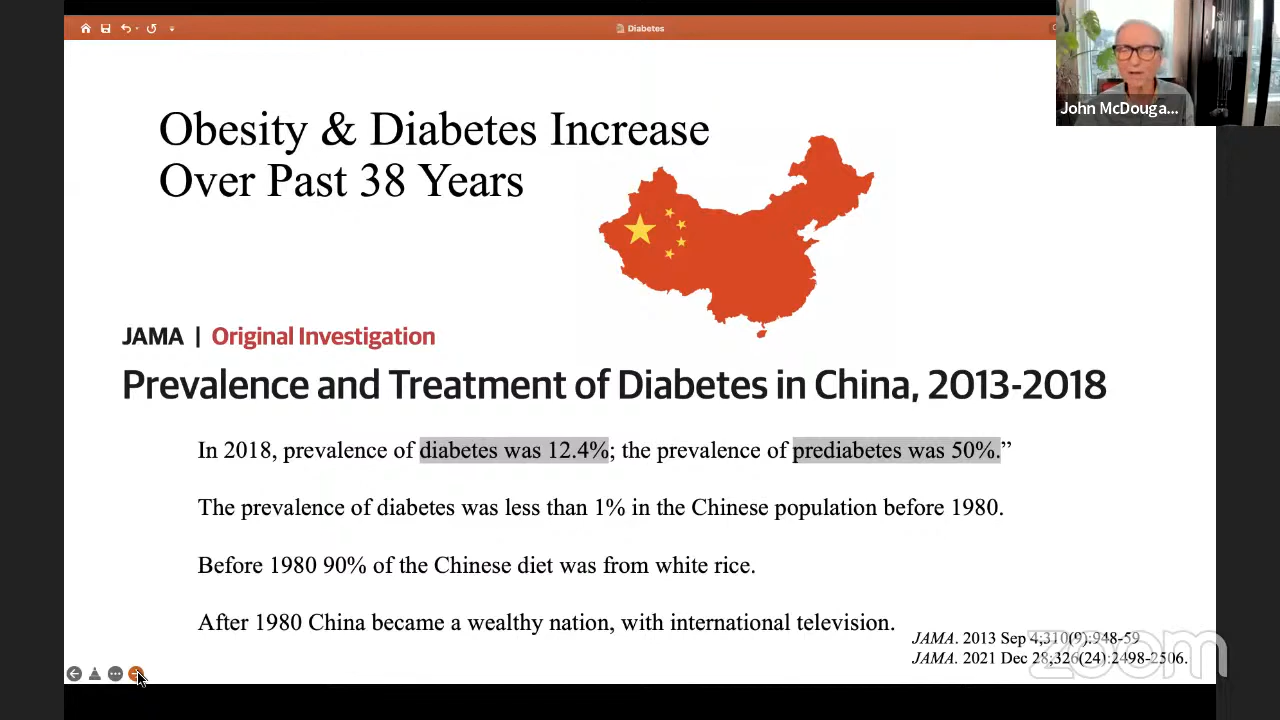 Diabetes
John McDouga...
Obesity & Diabetes Increase
Over Past 38 Years
JAMA | Original Investigation
Prevalence and Treatment of Diabetes in China, 2013-2018
In 2018, prevalence of diabetes was 12.4%; the prevalence of prediabetes was 50%.”
The prevalence of diabetes was less than 1% in the Chinese population before 1980.
Before 1980 90% of the Chinese diet was from white rice.
After 1980 China became a wealthy nation, with international television.
JAMA. 2013 Sep 4;310(9):948-59
JAMA. 2021 Dec 28;326(24):2498-2506.
zoom